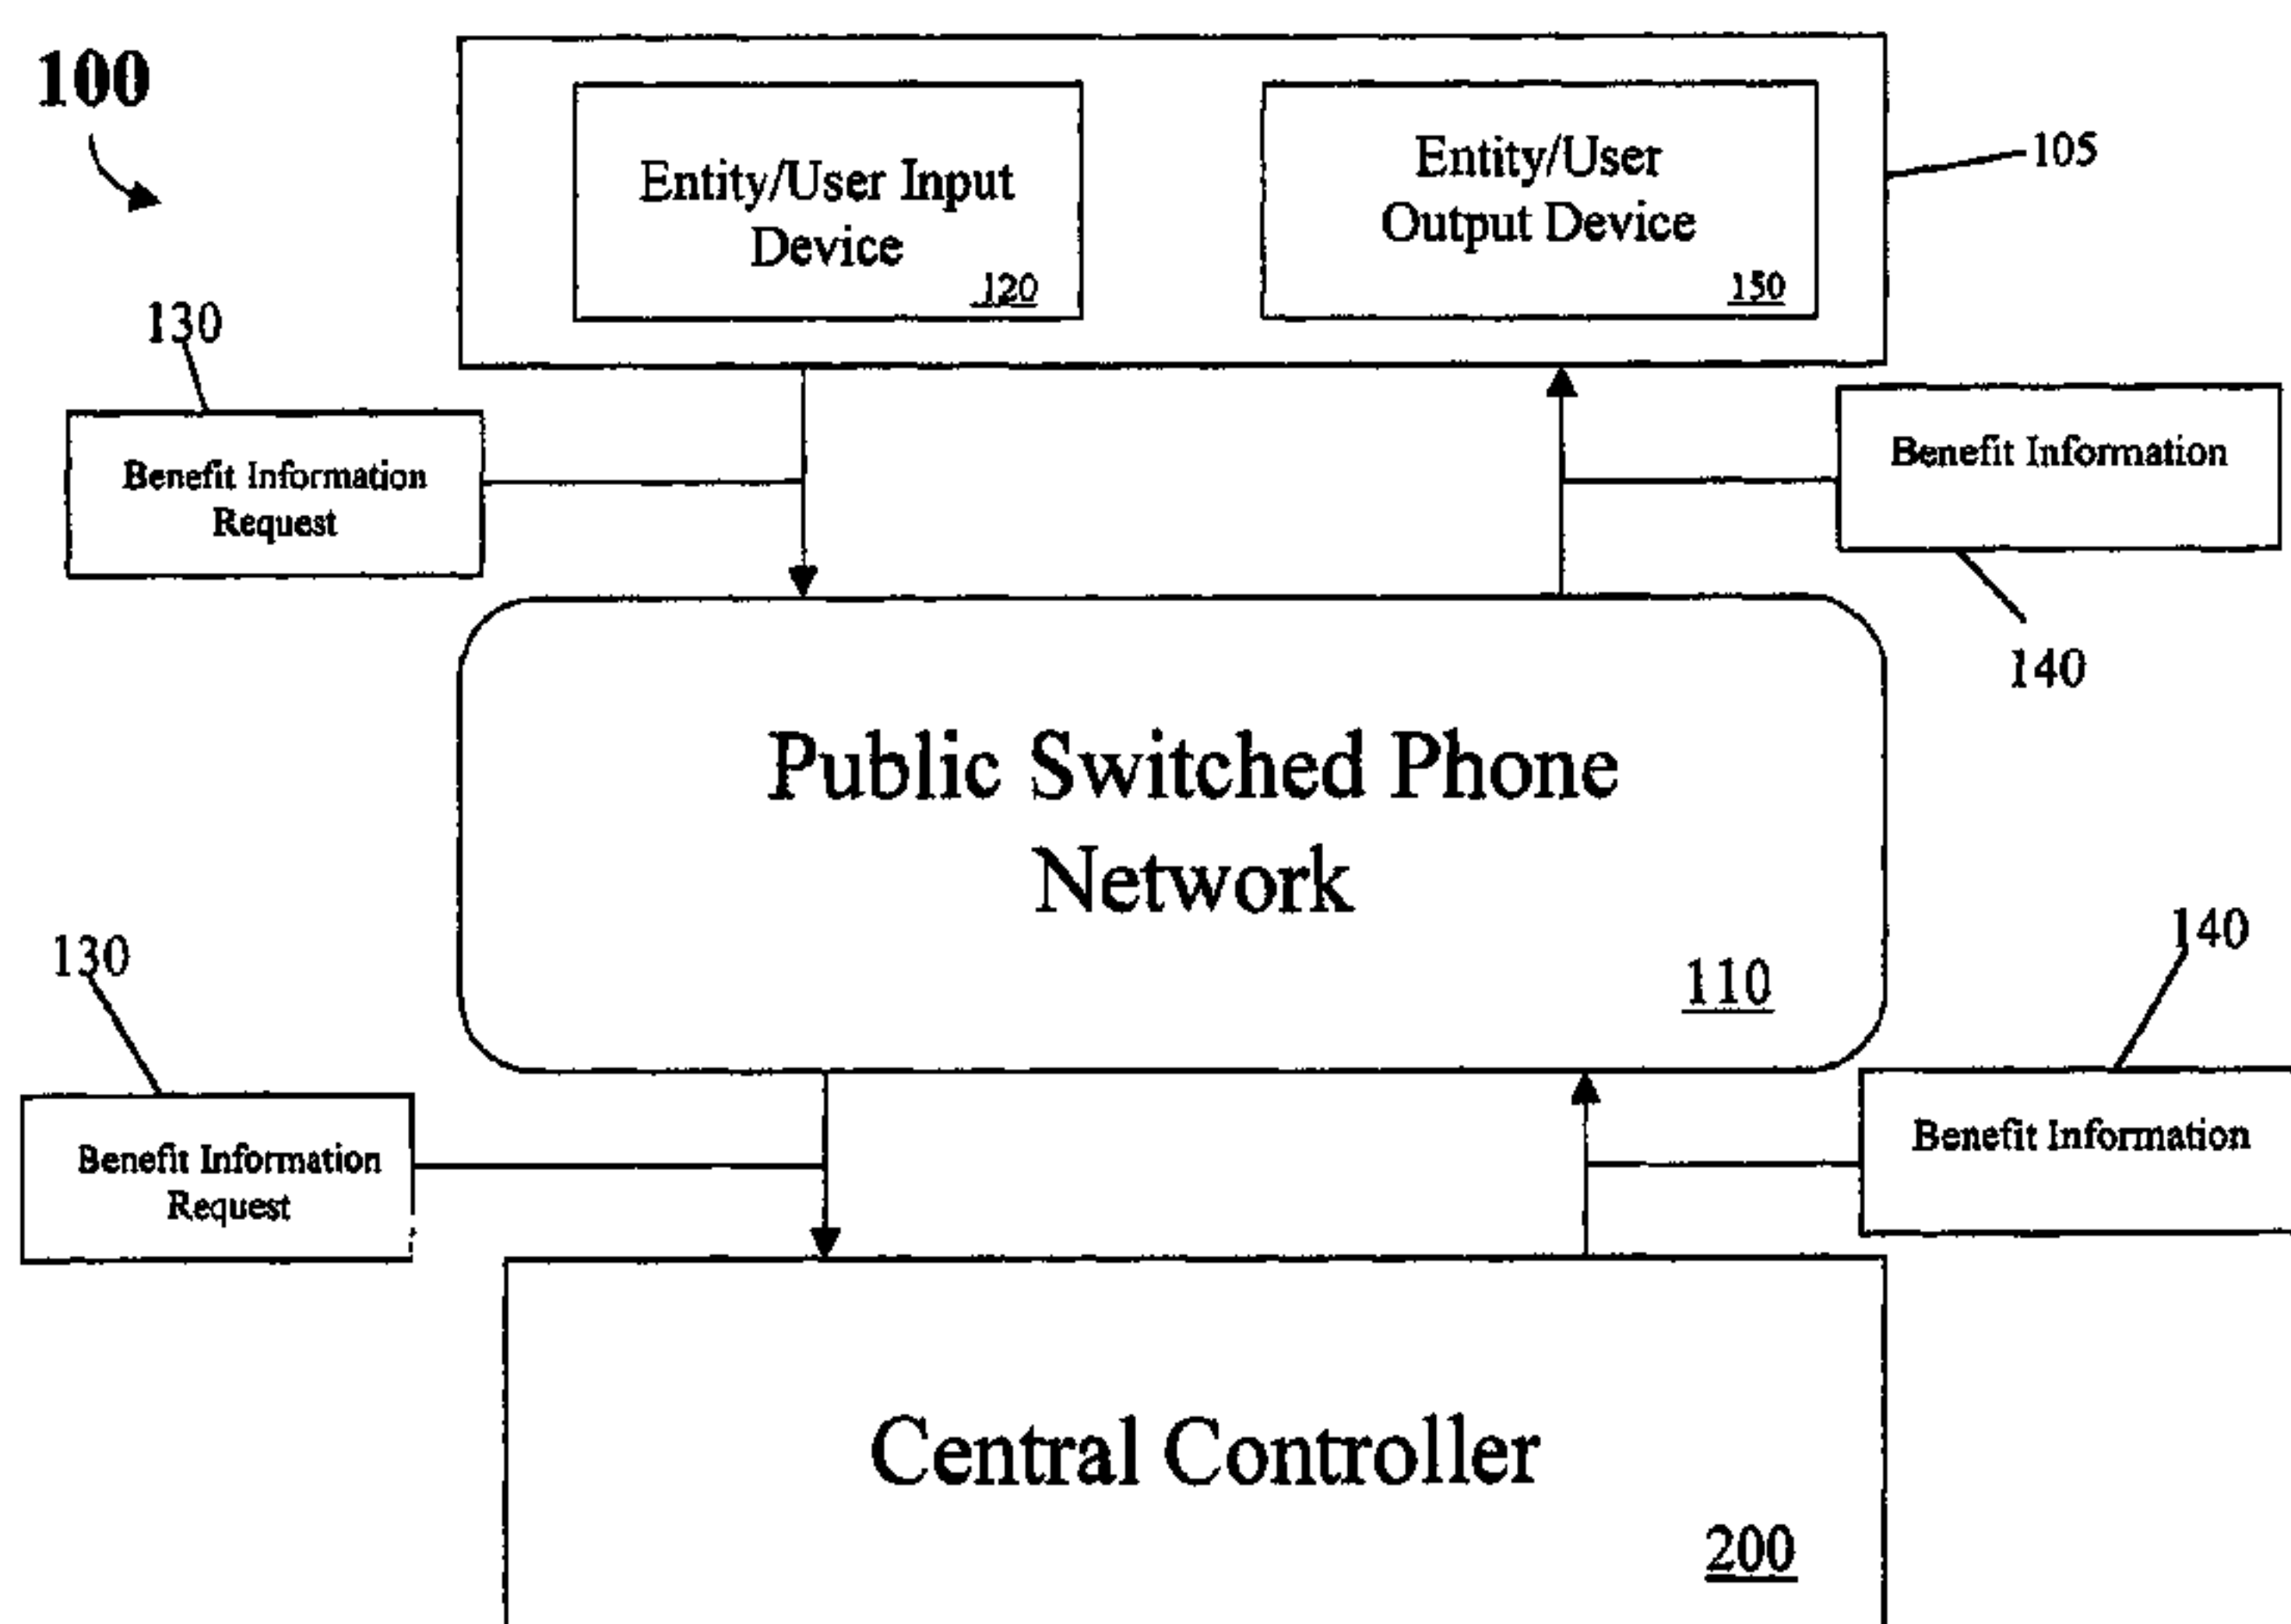 100
Entity/User Input
Device
120
Entity/User
Output Device
150
105
130
Benefit Information
Request
Benefit Information
140
Public Switched Phone
Network
110
130
Benefit Information
Request
140
Benefit Information
Central Controller
200